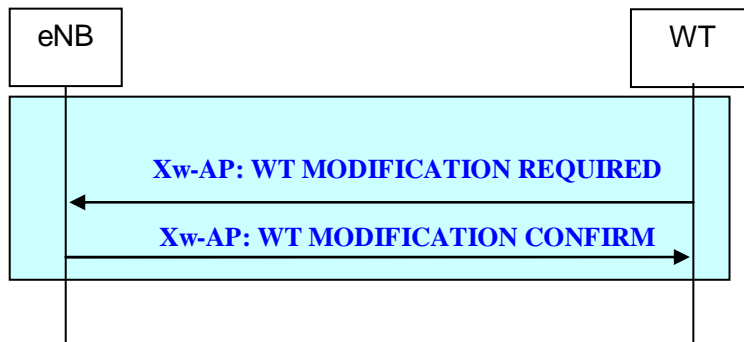 eNB
WT
Xw-AP: WT MODIFICATION REQUIRED
Xw-AP: WT MODIFICATION CONFIRM